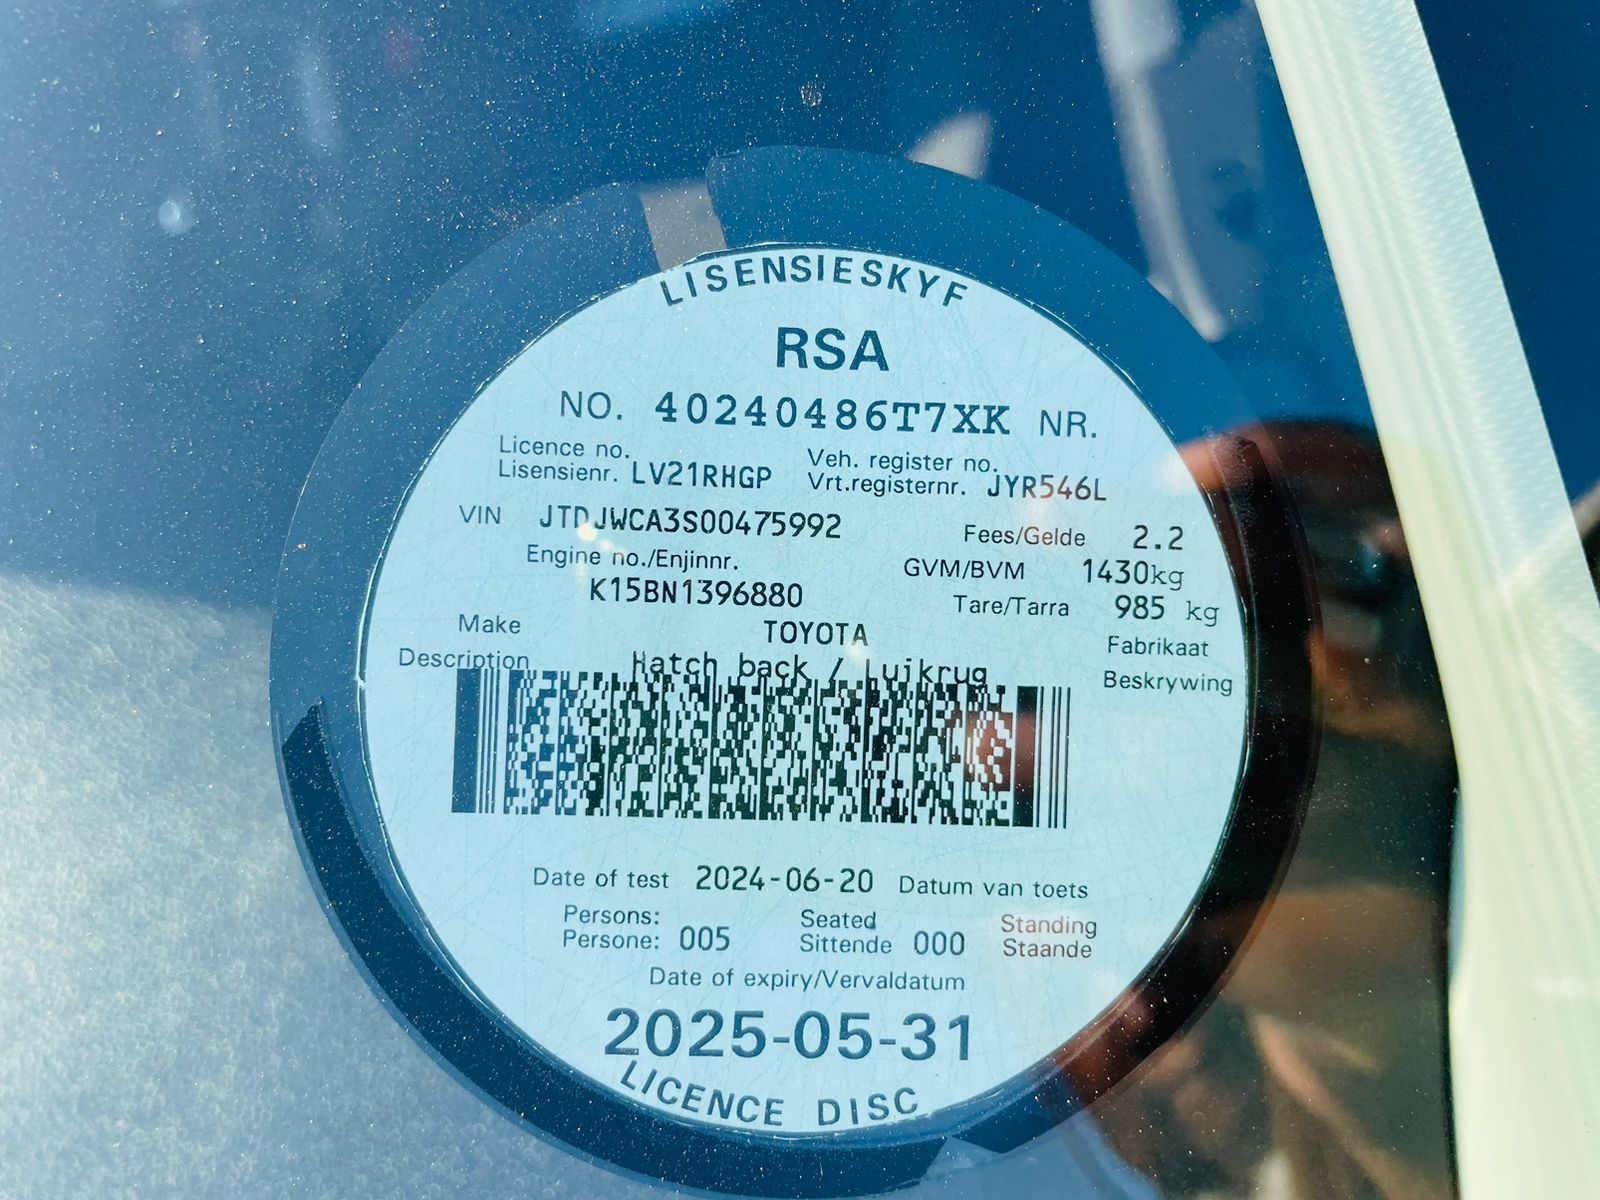 LISENSIESKYF
RSA
NO. 40240486T7XK NR.
Licence no. Veh. register no.
Lisensienr. LV21RHGP Vrt.registernr. JYR546L
VIN JTDJWCA3S00475992 Fees/Gelde 2.2
Engine no./Enjinnr. GVM/BVM 1430kg
K15BN1396880 Tare/Tarra 985 kg
Make TOYOTA Fabrikaat
Description Hatch back / Luikrug Beskrywing
Date of test 2024-06-20 Datum van toets
Persons: Seated Standing
Persone: 005 Sittende 000 Staande
Date of expiry/Vervaldatum
2025-05-31
LICENCE DISC